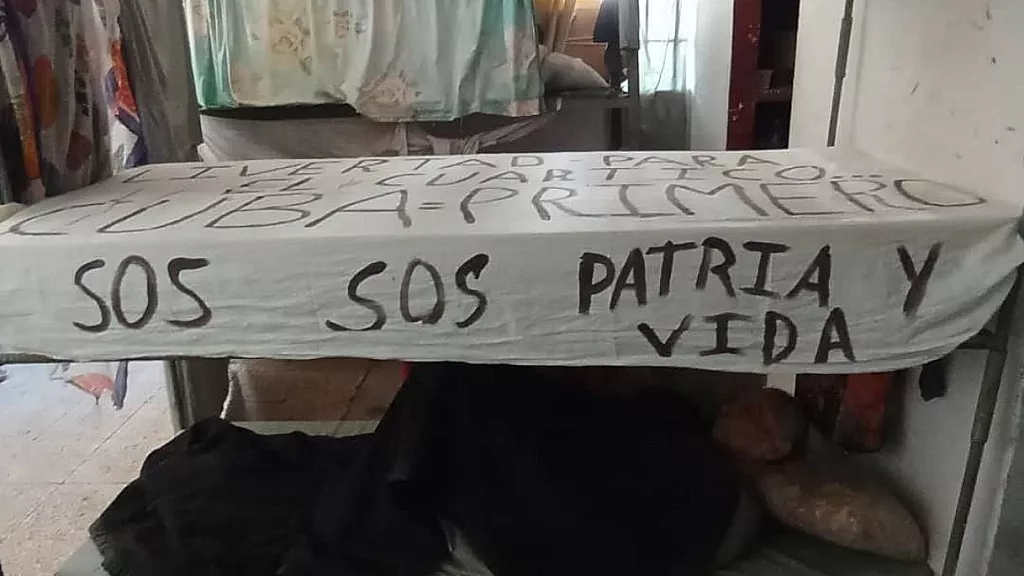 LIVERTAD-PARA
EL CUARTICO...
CUBA=PRIMERO
SOS SOS PATRIA Y
VIDA